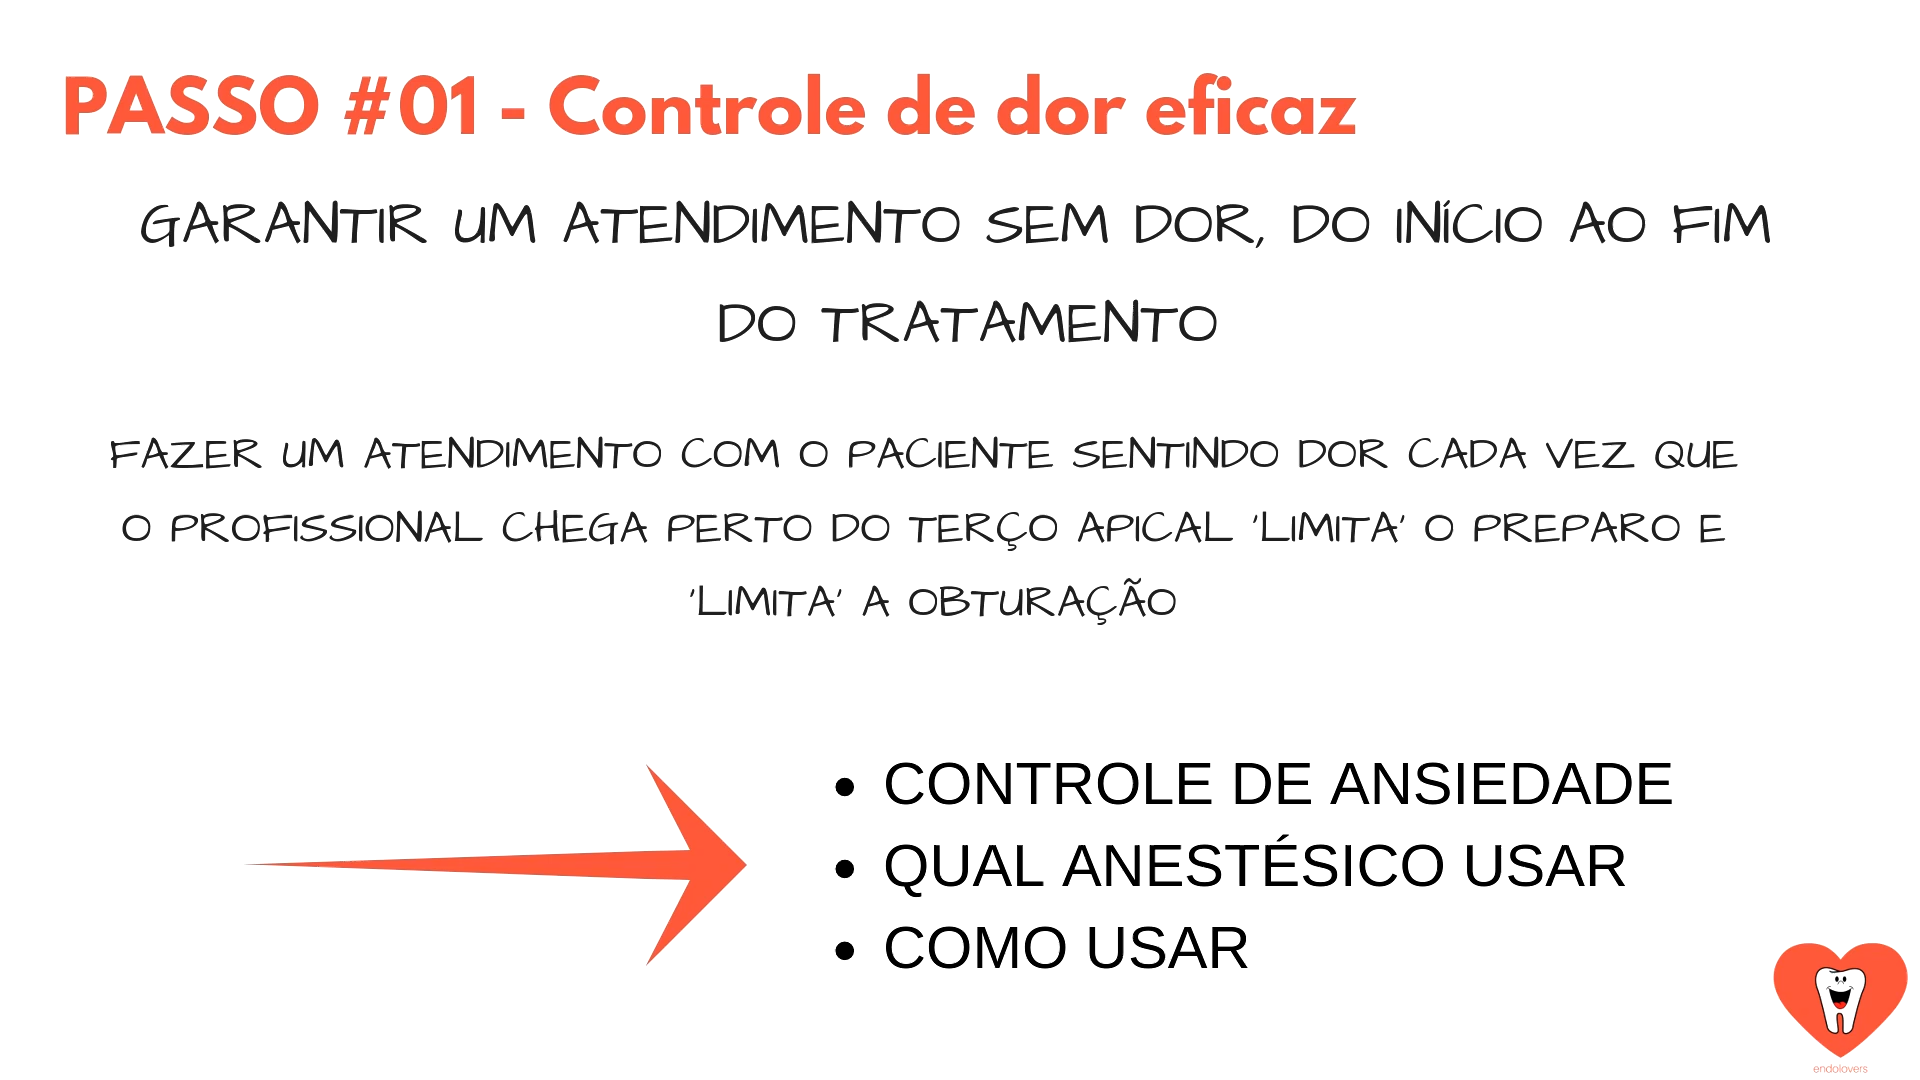 PASSO #01 - Controle de dor eficaz
GARANTIR UM ATENDIMENTO SEM DOR, DO INÍCIO AO FIM
DO TRATAMENTO
FAZER UM ATENDIMENTO COM O PACIENTE SENTINDO DOR CADA VEZ QUE
O PROFISSIONAL CHEGA PERTO DO TERÇO APICAL 'LIMITA' O PREPARO E
'LIMITA' A OBTURAÇÃO
• CONTROLE DE ANSIEDADE
• QUAL ANESTÉSICO USAR
• COMO USAR
endolovers